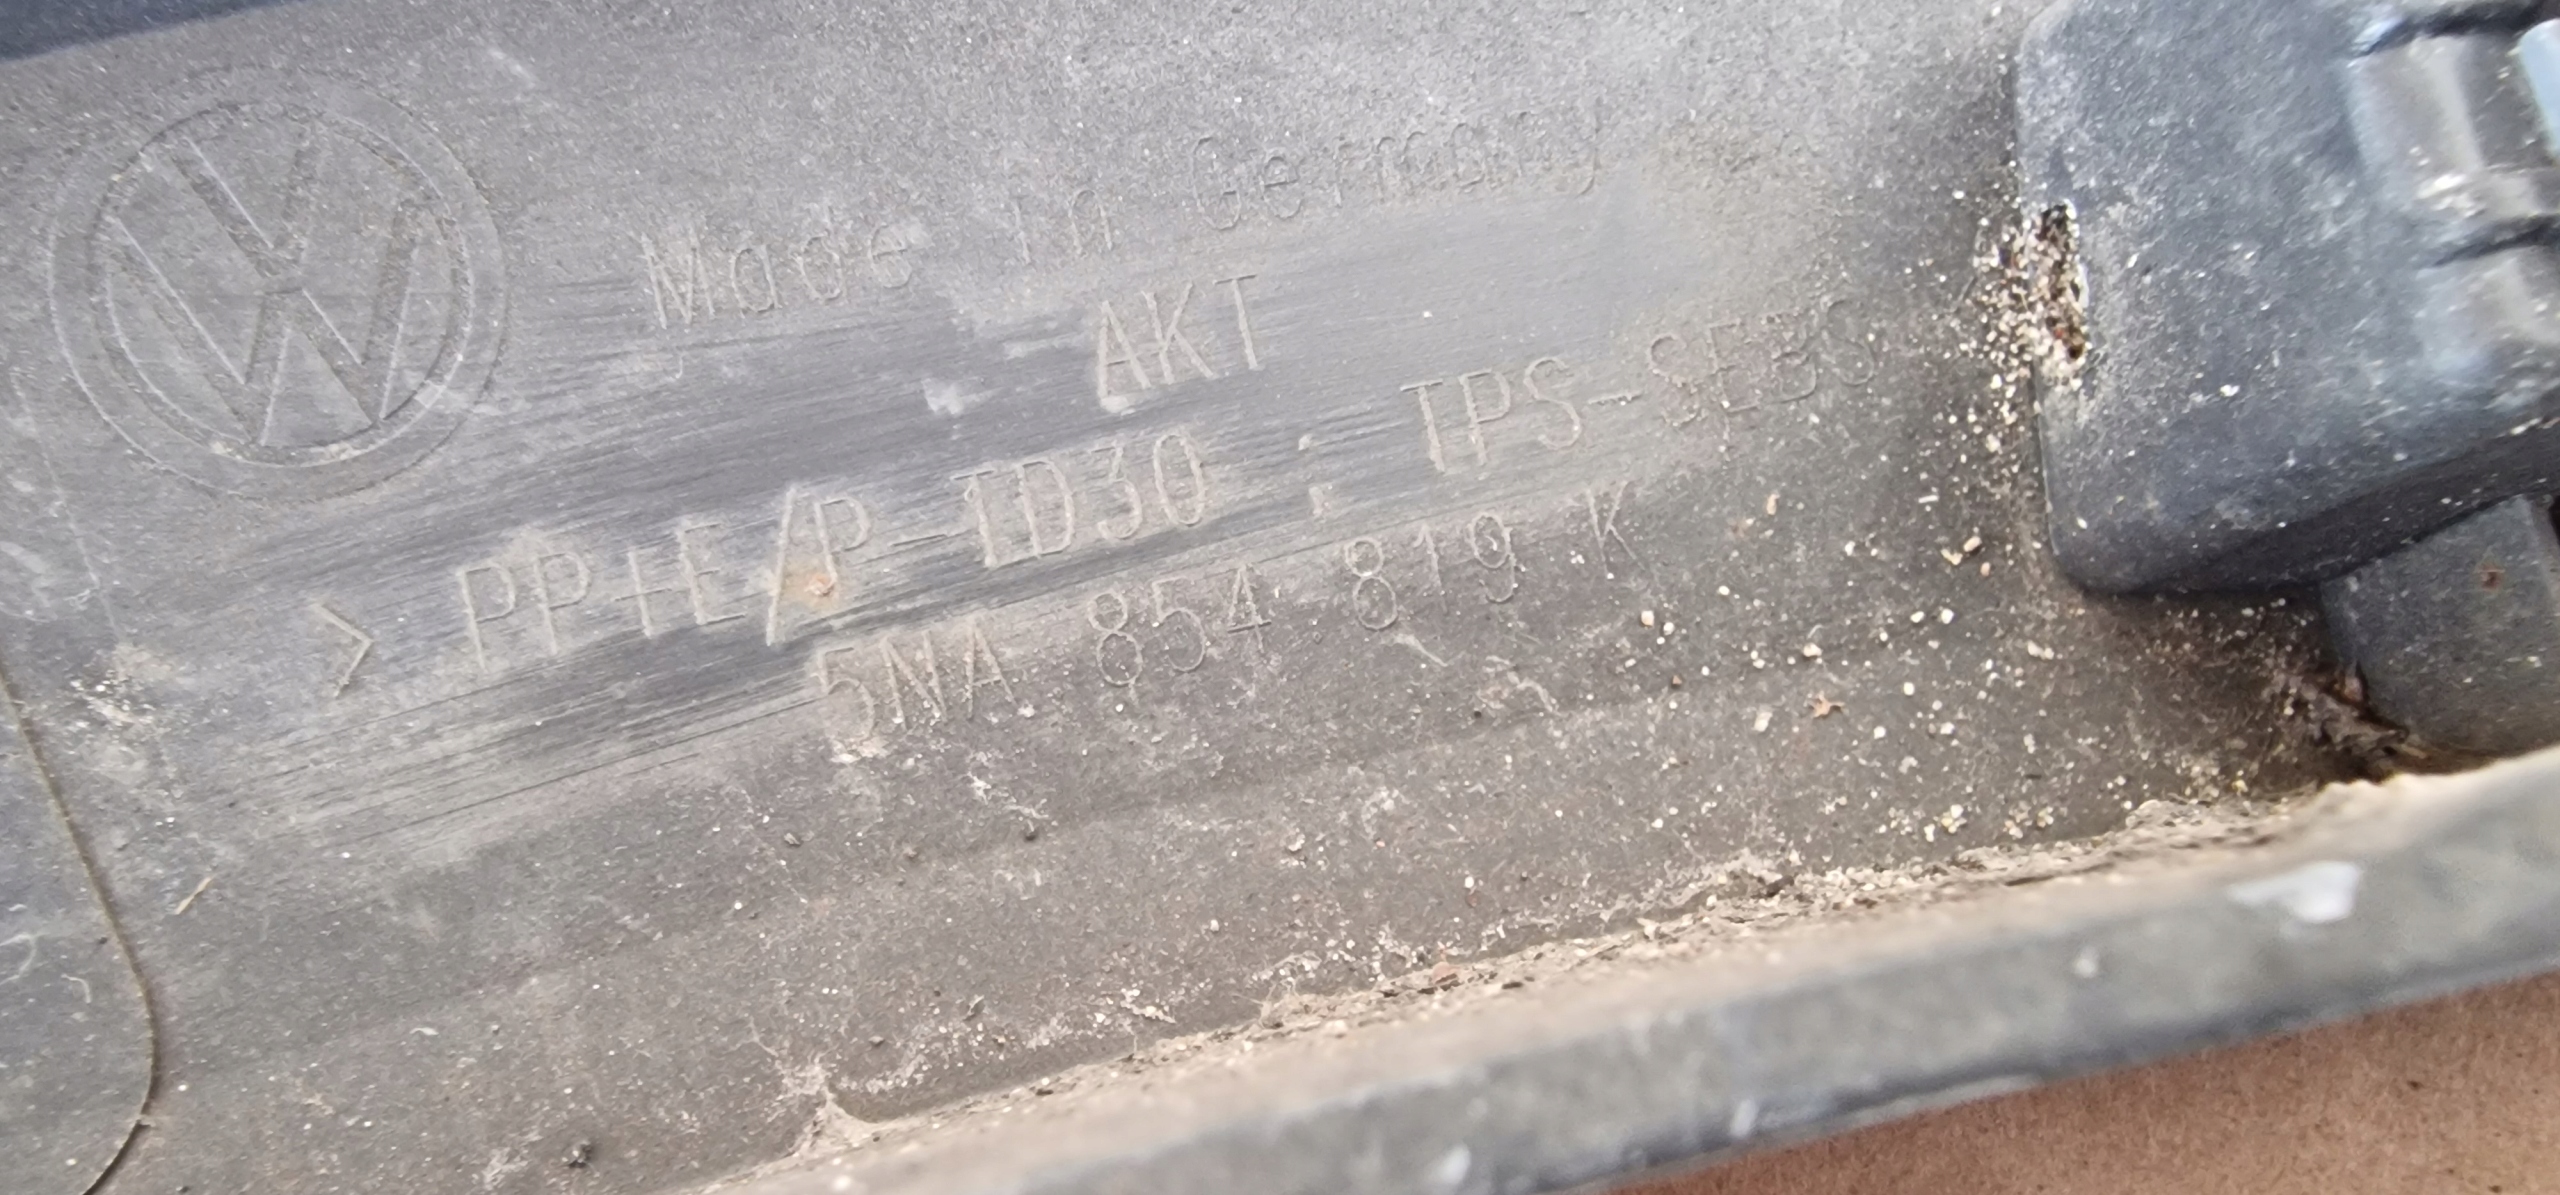 Made in Germany
AKT
> PP+E/P-TD30 ; TPS-SEBS
5NA 854 819 K